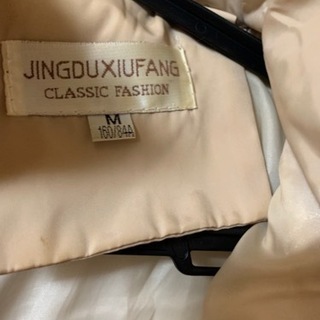 JINGDUXIUFANG
CLASSIC FASHION
M
160/84A